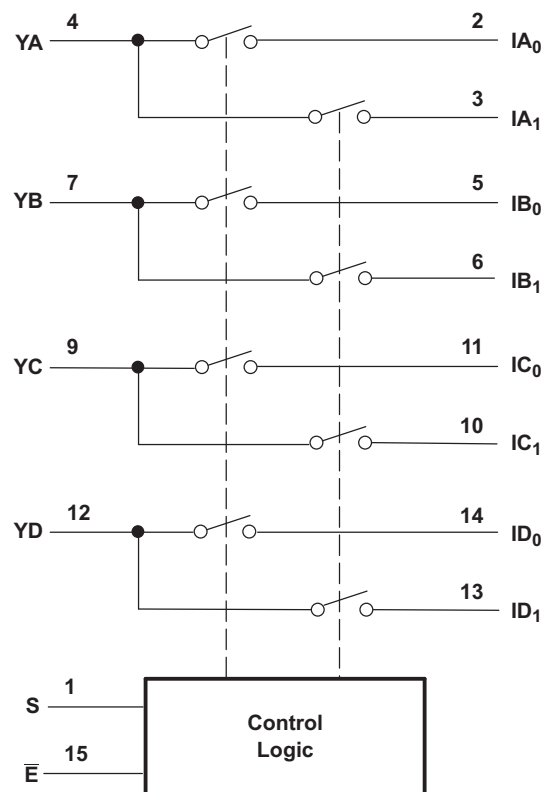 YA 4 2 IA₀
3 IA₁
YB 7 5 IB₀
6 IB₁
YC 9 11 IC₀
10 IC₁
YD 12 14 ID₀
13 ID₁
S 1
Control
Logic
E̅ 15